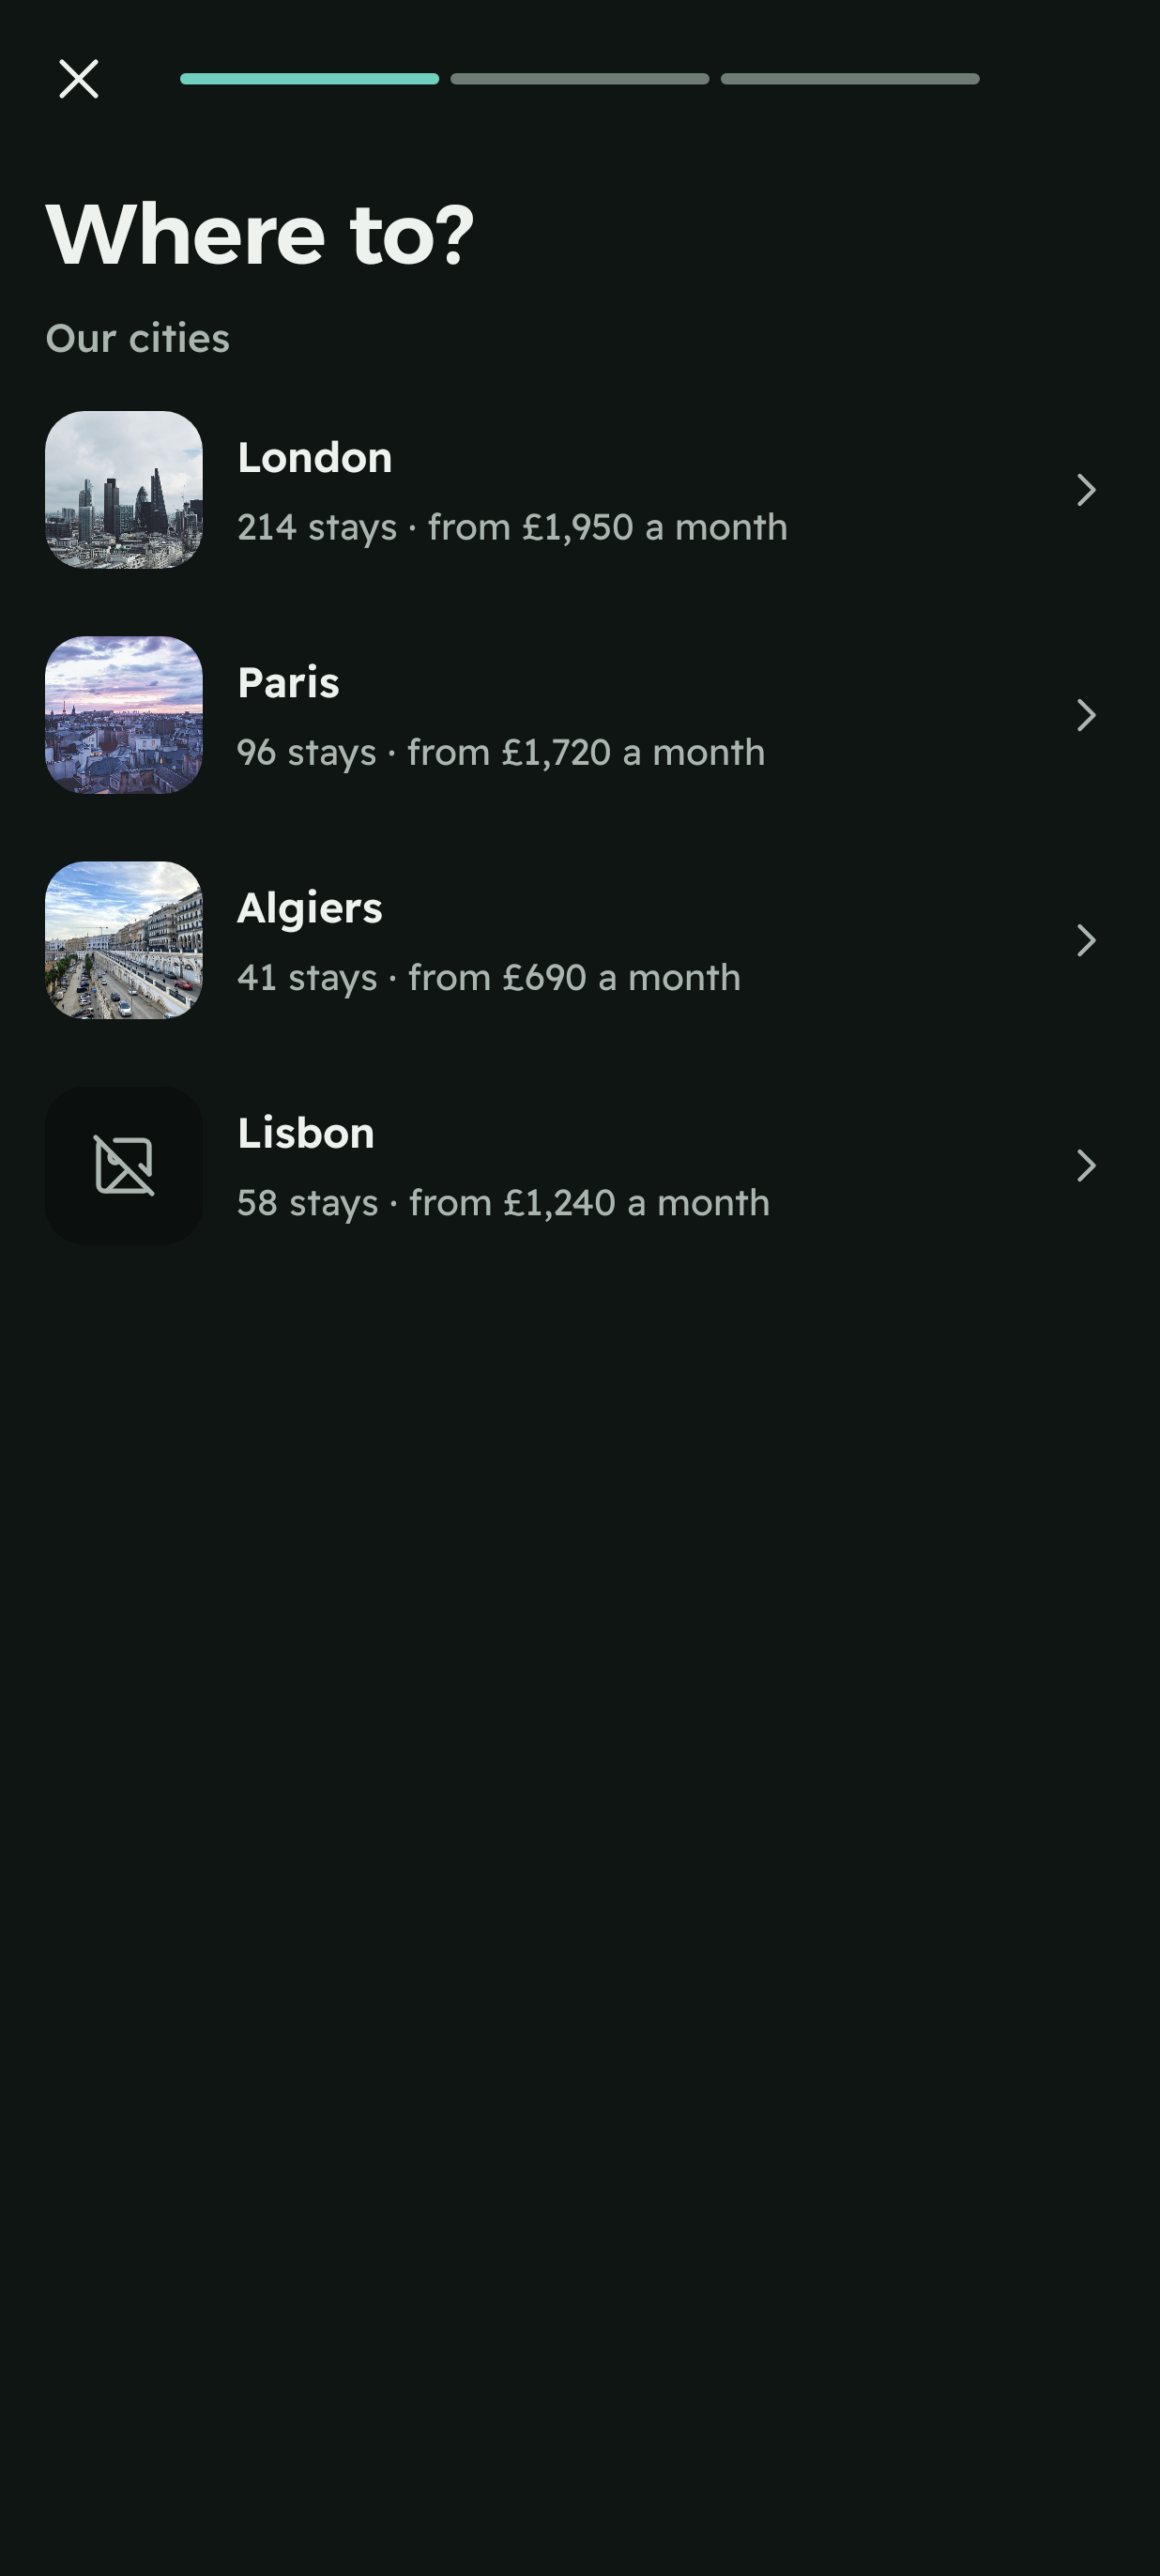 Where to?
Our cities
London
214 stays · from £1,950 a month
Paris
96 stays · from £1,720 a month
Algiers
41 stays · from £690 a month
Lisbon
58 stays · from £1,240 a month